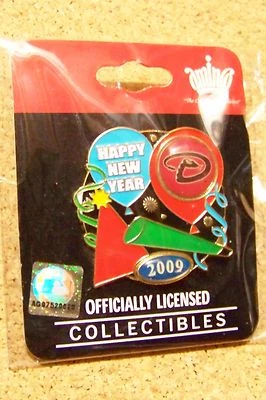 HAPPY
NEW
YEAR
2009
OFFICIALLY LICENSED
COLLECTIBLES